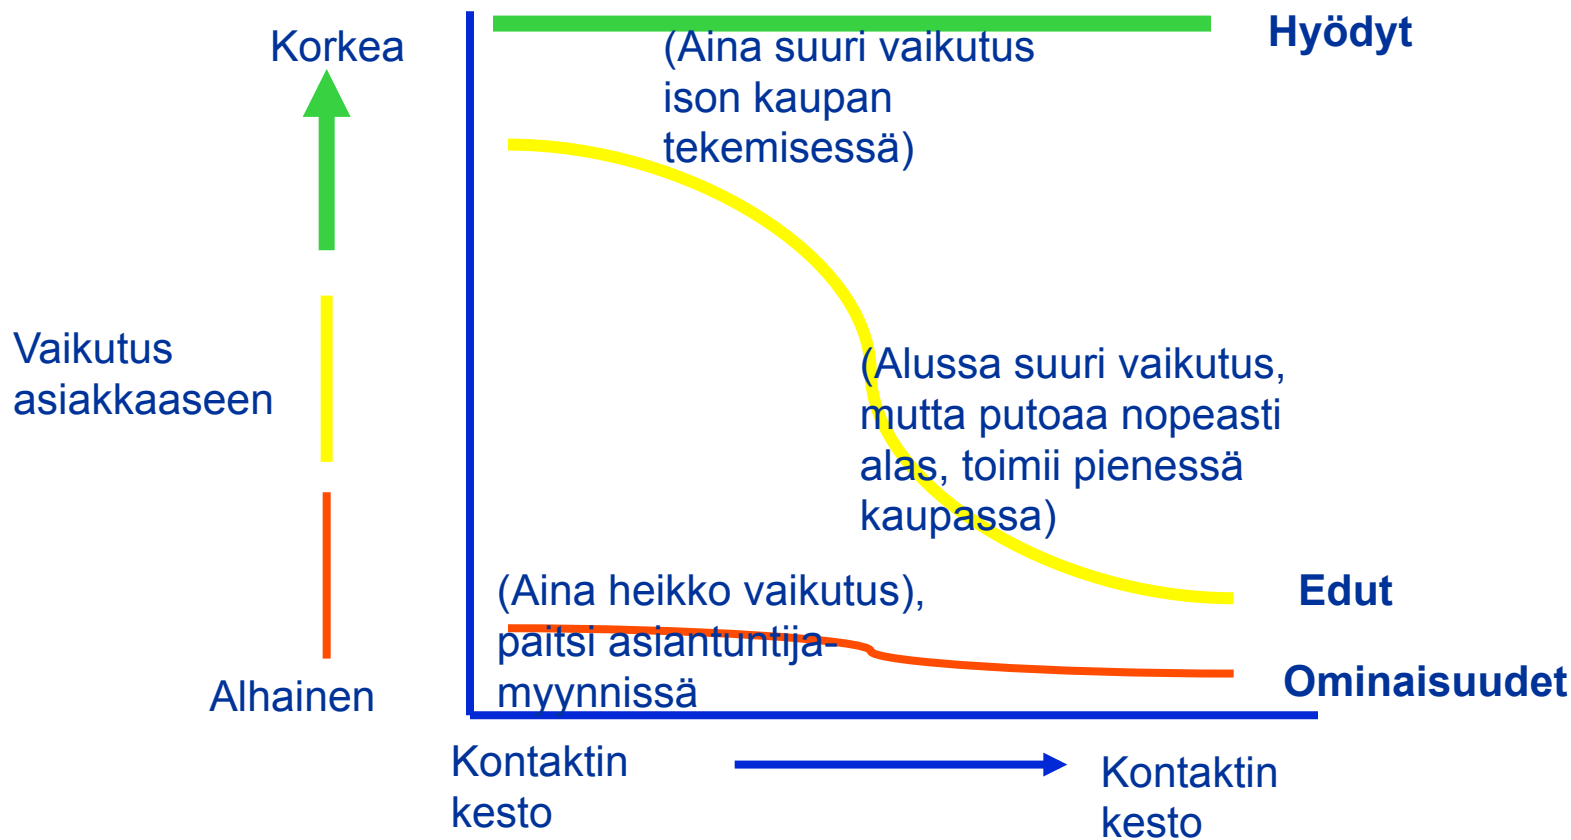 Korkea
(Aina suuri vaikutus
ison kaupan
tekemisessä)
Hyödyt
Vaikutus
asiakkaaseen
(Alussa suuri vaikutus,
mutta putoaa nopeasti
alas, toimii pienessä
kaupassa)
(Aina heikko vaikutus),
paitsi asiantuntija-
myynnissä
Edut
Ominaisuudet
Alhainen
Kontaktin
kesto
Kontaktin
kesto